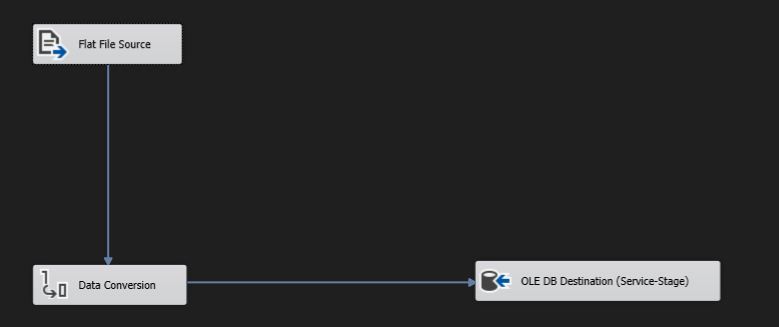 Flat File Source
Data Conversion
OLE DB Destination (Service-Stage)